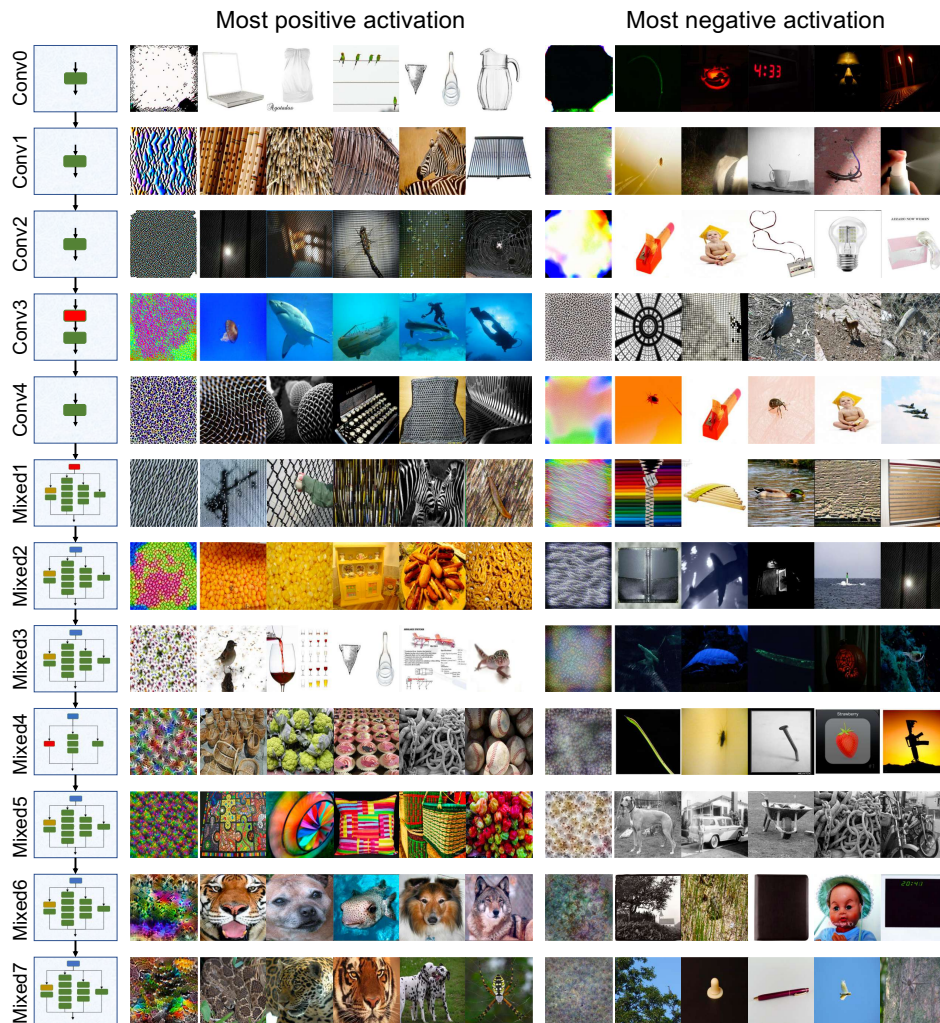 Most positive activation
Most negative activation
Conv0
Conv1
Conv2
Conv3
Conv4
Mixed1
Mixed2
Mixed3
Mixed4
Mixed5
Mixed6
Mixed7
4:33
Strawberry